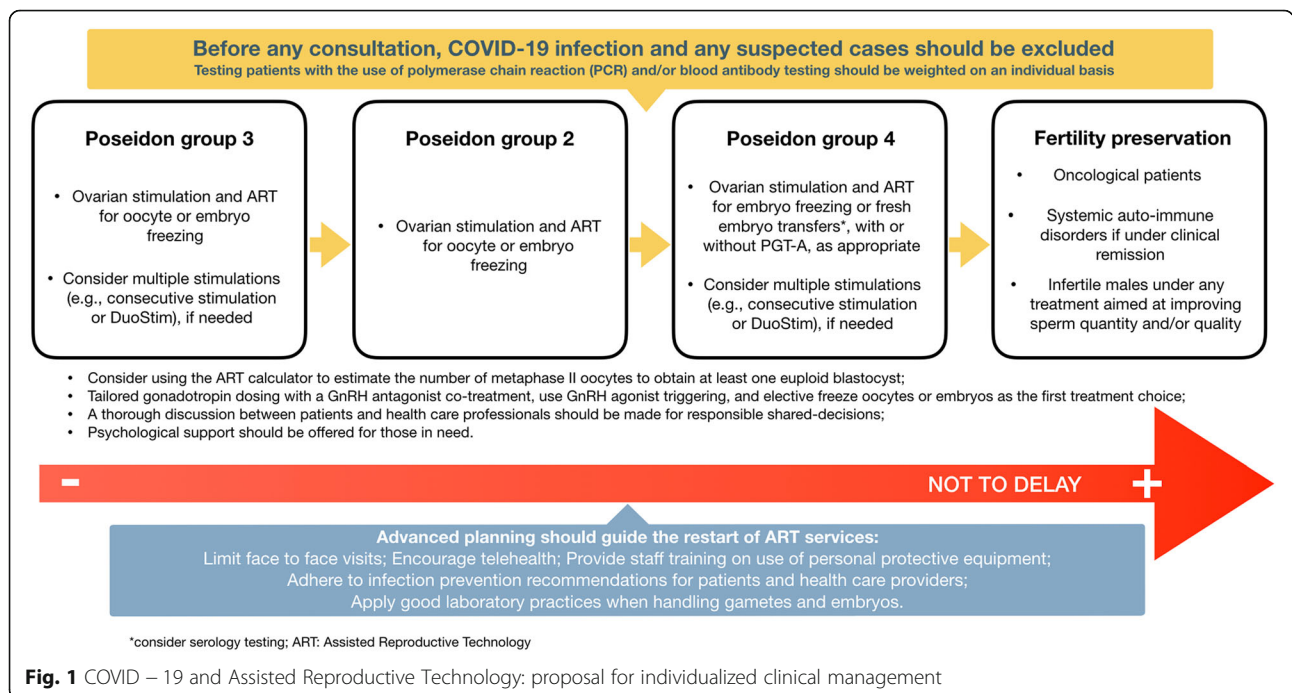 Before any consultation, COVID-19 infection and any suspected cases should be excluded
Testing patients with the use of polymerase chain reaction (PCR) and/or blood antibody testing should be weighted on an individual basis
Poseidon group 3
• Ovarian stimulation and ART
for oocyte or embryo
freezing
• Consider multiple stimulations
(e.g., consecutive stimulation
or DuoStim), if needed
Poseidon group 2
• Ovarian stimulation and ART
for oocyte or embryo
freezing
Poseidon group 4
• Ovarian stimulation and ART
for embryo freezing or fresh
embryo transfers*, with or
without PGT-A, as appropriate
• Consider multiple stimulations
(e.g., consecutive stimulation
or DuoStim), if needed
Fertility preservation
• Oncological patients
• Systemic auto-immune
disorders if under clinical
remission
• Infertile males under any
treatment aimed at improving
sperm quantity and/or quality
• Consider using the ART calculator to estimate the number of metaphase II oocytes to obtain at least one euploid blastocyst;
• Tailored gonadotropin dosing with a GnRH antagonist co-treatment, use GnRH agonist triggering, and elective freeze oocytes or embryos as the first treatment choice;
• A thorough discussion between patients and health care professionals should be made for responsible shared-decisions;
• Psychological support should be offered for those in need.
- NOT TO DELAY +
Advanced planning should guide the restart of ART services:
Limit face to face visits; Encourage telehealth; Provide staff training on use of personal protective equipment;
Adhere to infection prevention recommendations for patients and health care providers;
Apply good laboratory practices when handling gametes and embryos.
*consider serology testing; ART: Assisted Reproductive Technology
Fig. 1 COVID – 19 and Assisted Reproductive Technology: proposal for individualized clinical management